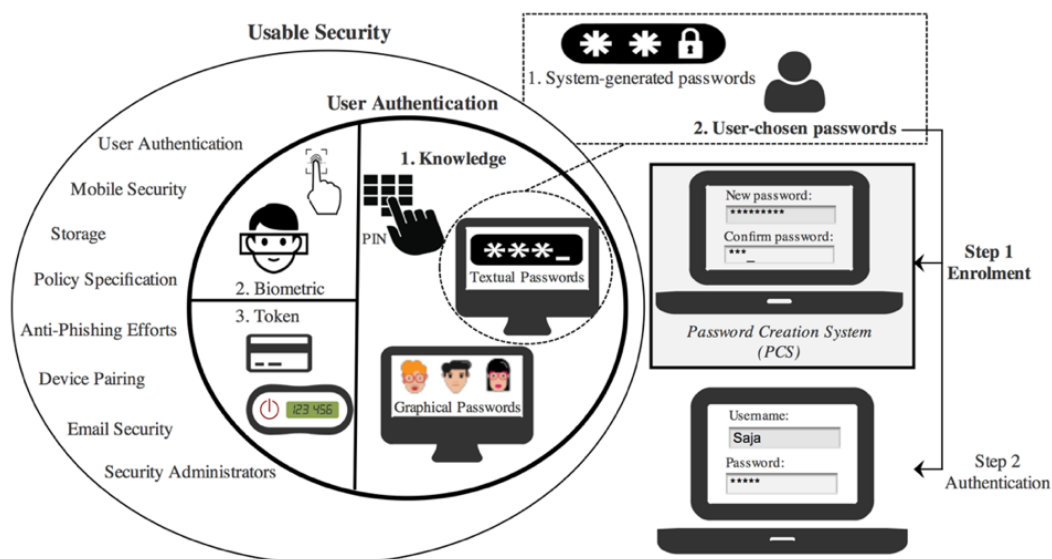 Usable Security
User Authentication
Mobile Security
Storage
Policy Specification
Anti-Phishing Efforts
Device Pairing
Email Security
Security Administrators
User Authentication
1. Knowledge
PIN
***_
Textual Passwords
Graphical Passwords
2. Biometric
3. Token
123 456
* *
1. System-generated passwords
2. User-chosen passwords
New password:
*********
Confirm password:
***_
Password Creation System
(PCS)
Step 1
Enrolment
Username:
Saja
Password:
*****
Step 2
Authentication